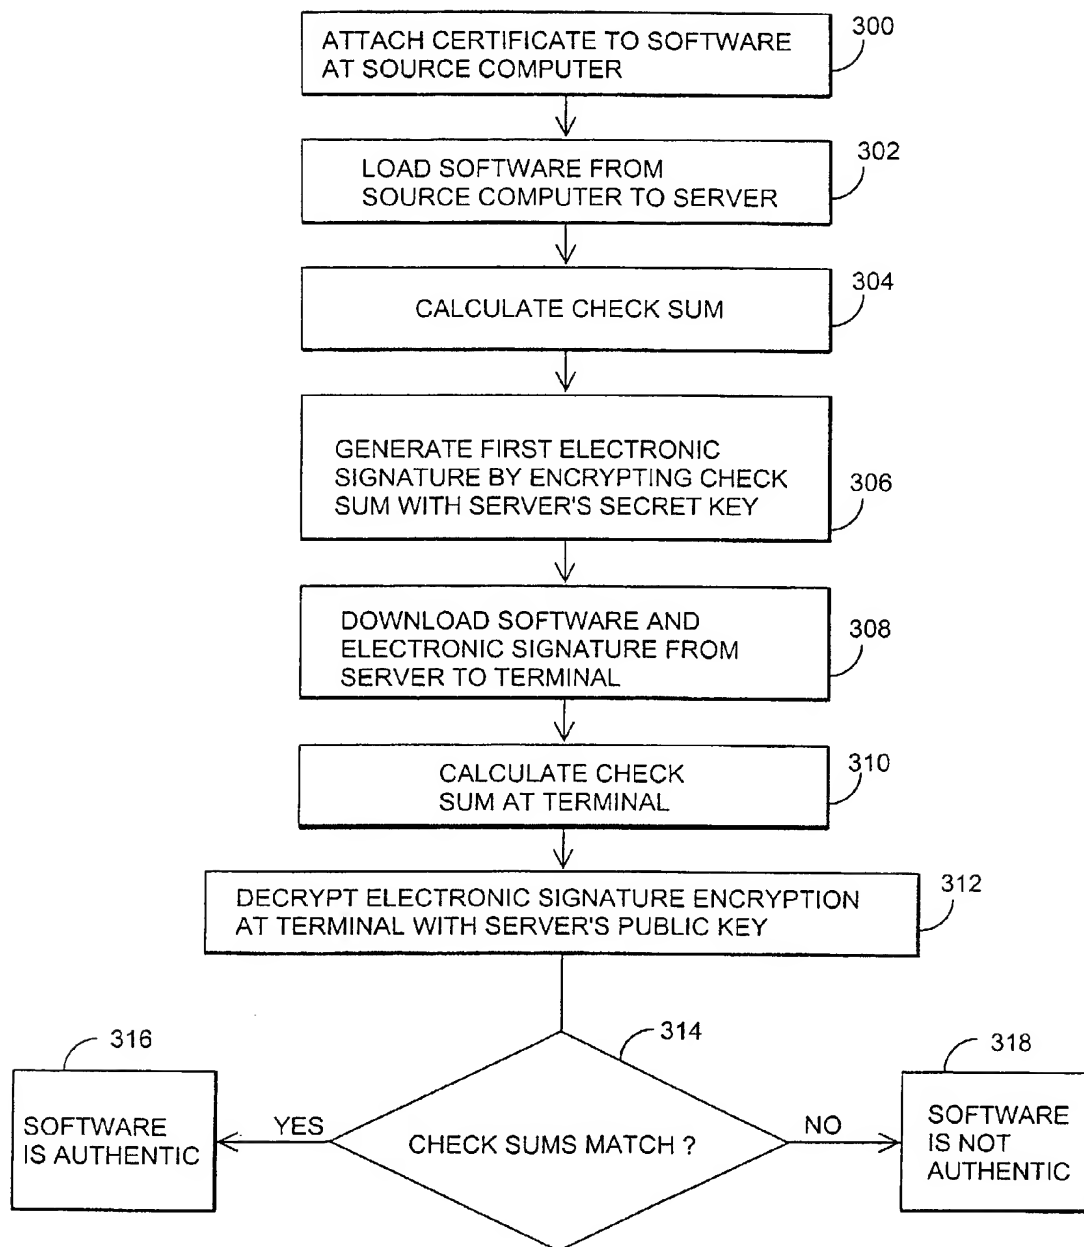 300
ATTACH CERTIFICATE TO SOFTWARE
AT SOURCE COMPUTER
302
LOAD SOFTWARE FROM
SOURCE COMPUTER TO SERVER
304
CALCULATE CHECK SUM
GENERATE FIRST ELECTRONIC
SIGNATURE BY ENCRYPTING CHECK
SUM WITH SERVER'S SECRET KEY
306
DOWNLOAD SOFTWARE AND
ELECTRONIC SIGNATURE FROM
SERVER TO TERMINAL
308
310
CALCULATE CHECK
SUM AT TERMINAL
312
DECRYPT ELECTRONIC SIGNATURE ENCRYPTION
AT TERMINAL WITH SERVER'S PUBLIC KEY
314
316
318
SOFTWARE
IS AUTHENTIC
YES
CHECK SUMS MATCH ?
NO
SOFTWARE
IS NOT
AUTHENTIC